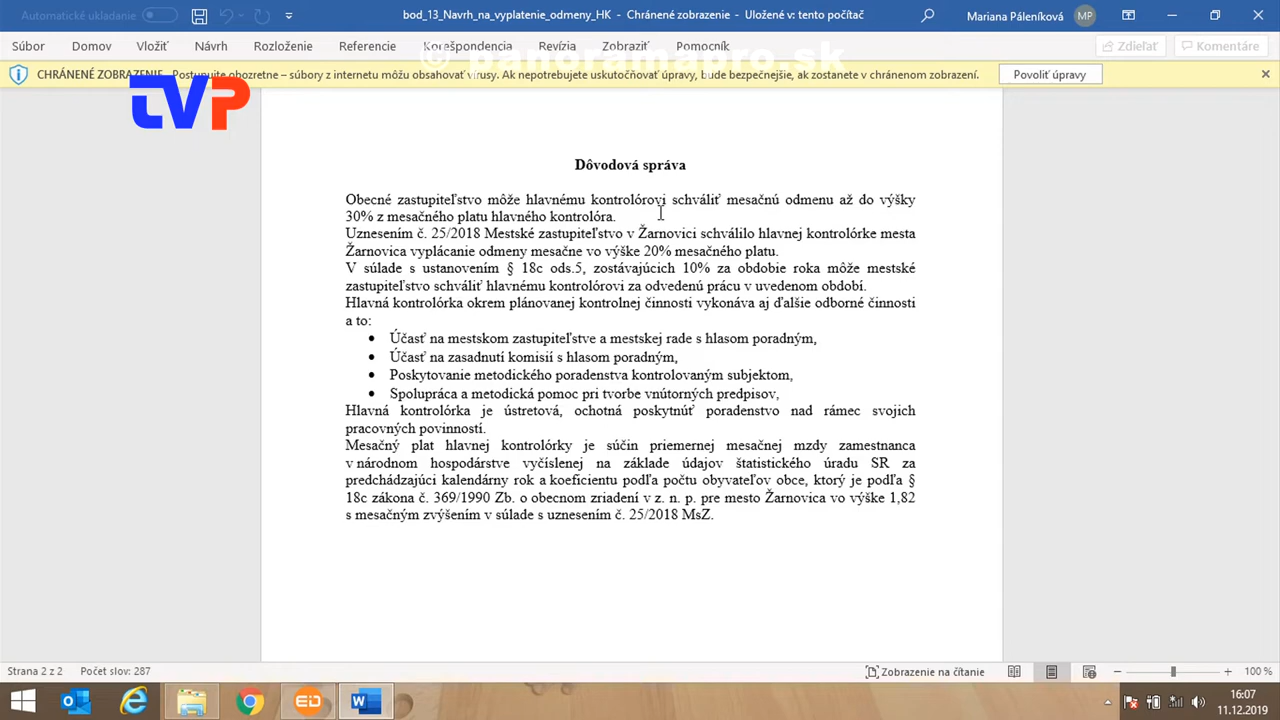 Automatické ukladanie
bod_13_Navrh_na_vyplatenie_odmeny_HK - Chránené zobrazenie - Uložené v: tento počítač
Mariana Páleníková MP
Súbor Domov Vložiť Návrh Rozloženie Referencie Korešpondencia Revízia Zobraziť Pomocník Zdieľať Komentáre
© panoramapro.sk
CHRÁNENÉ ZOBRAZENIE Postupujte obozretne – súbory z internetu môžu obsahovať vírusy. Ak nepotrebujete uskutočňovať úpravy, bude bezpečnejšie, ak zostanete v chránenom zobrazení. Povoliť úpravy
tVP
Dôvodová správa
Obecné zastupiteľstvo môže hlavnému kontrolórovi schváliť mesačnú odmenu až do výšky
30% z mesačného platu hlavného kontrolóra.
Uznesením č. 25/2018 Mestské zastupiteľstvo v Žarnovici schválilo hlavnej kontrolórke mesta
Žarnovica vyplácanie odmeny mesačne vo výške 20% mesačného platu.
V súlade s ustanovením § 18c ods.5, zostávajúcich 10% za obdobie roka môže mestské
zastupiteľstvo schváliť hlavnému kontrolórovi za odvedenú prácu v uvedenom období.
Hlavná kontrolórka okrem plánovanej kontrolnej činnosti vykonáva aj ďalšie odborné činnosti
a to:
• Účasť na mestskom zastupiteľstve a mestskej rade s hlasom poradným,
• Účasť na zasadnutí komisií s hlasom poradným,
• Poskytovanie metodického poradenstva kontrolovaným subjektom,
• Spolupráca a metodická pomoc pri tvorbe vnútorných predpisov,
Hlavná kontrolórka je ústretová, ochotná poskytnúť poradenstvo nad rámec svojich
pracovných povinností.
Mesačný plat hlavnej kontrolórky je súčin priemernej mesačnej mzdy zamestnanca
v národnom hospodárstve vyčíslenej na základe údajov štatistického úradu SR za
predchádzajúci kalendárny rok a koeficientu podľa počtu obyvateľov obce, ktorý je podľa §
18c zákona č. 369/1990 Zb. o obecnom zriadení v z. n. p. pre mesto Žarnovica vo výške 1,82
s mesačným zvýšením v súlade s uznesením č. 25/2018 MsZ.
Strana 2 z 2 Počet slov: 287 Zobrazenie na čítanie 100 %
16:07
11.12.2019